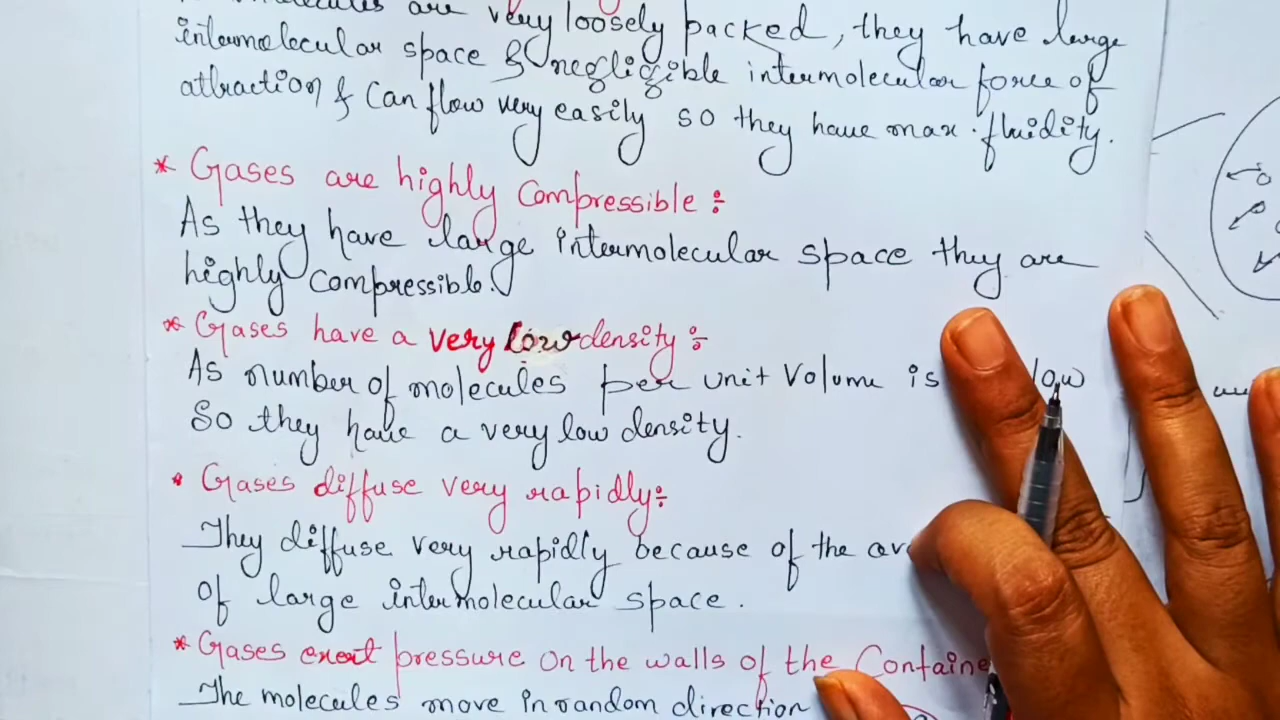 molecules are very loosely packed, they have large
intermolecular space & negligible intermolecular force of
attraction & Can flow very easily so they have max. fluidity.
* Gases are highly Compressible :-
As they have large intermolecular space they are
highly compressible.
* Gases have a very low density :-
As number of molecules per unit Volume is low
So they have a very low density.
* Gases diffuse very rapidly :-
They diffuse very rapidly because of the
of large intermolecular space.
* Gases exert pressure on the walls of the
The molecules move in random direction